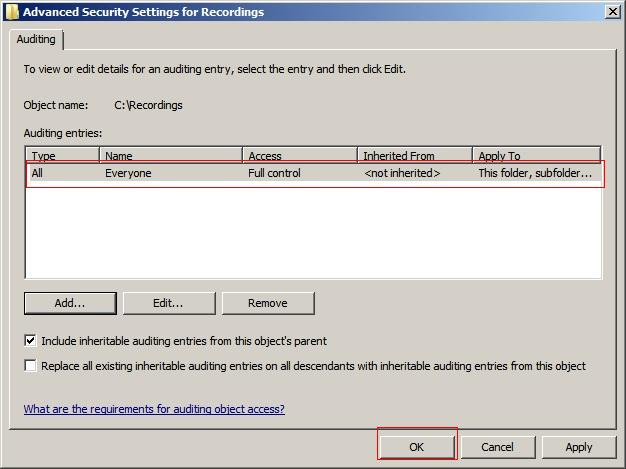 Advanced Security Settings for Recordings
Auditing
To view or edit details for an auditing entry, select the entry and then click Edit.
Object name: C:\Recordings
Auditing entries:
Type Name Access Inherited From Apply To
All Everyone Full control <not inherited> This folder, subfolder...
Add... Edit... Remove
Include inheritable auditing entries from this object's parent
Replace all existing inheritable auditing entries on all descendants with inheritable auditing entries from this object
What are the requirements for auditing object access?
OK Cancel Apply